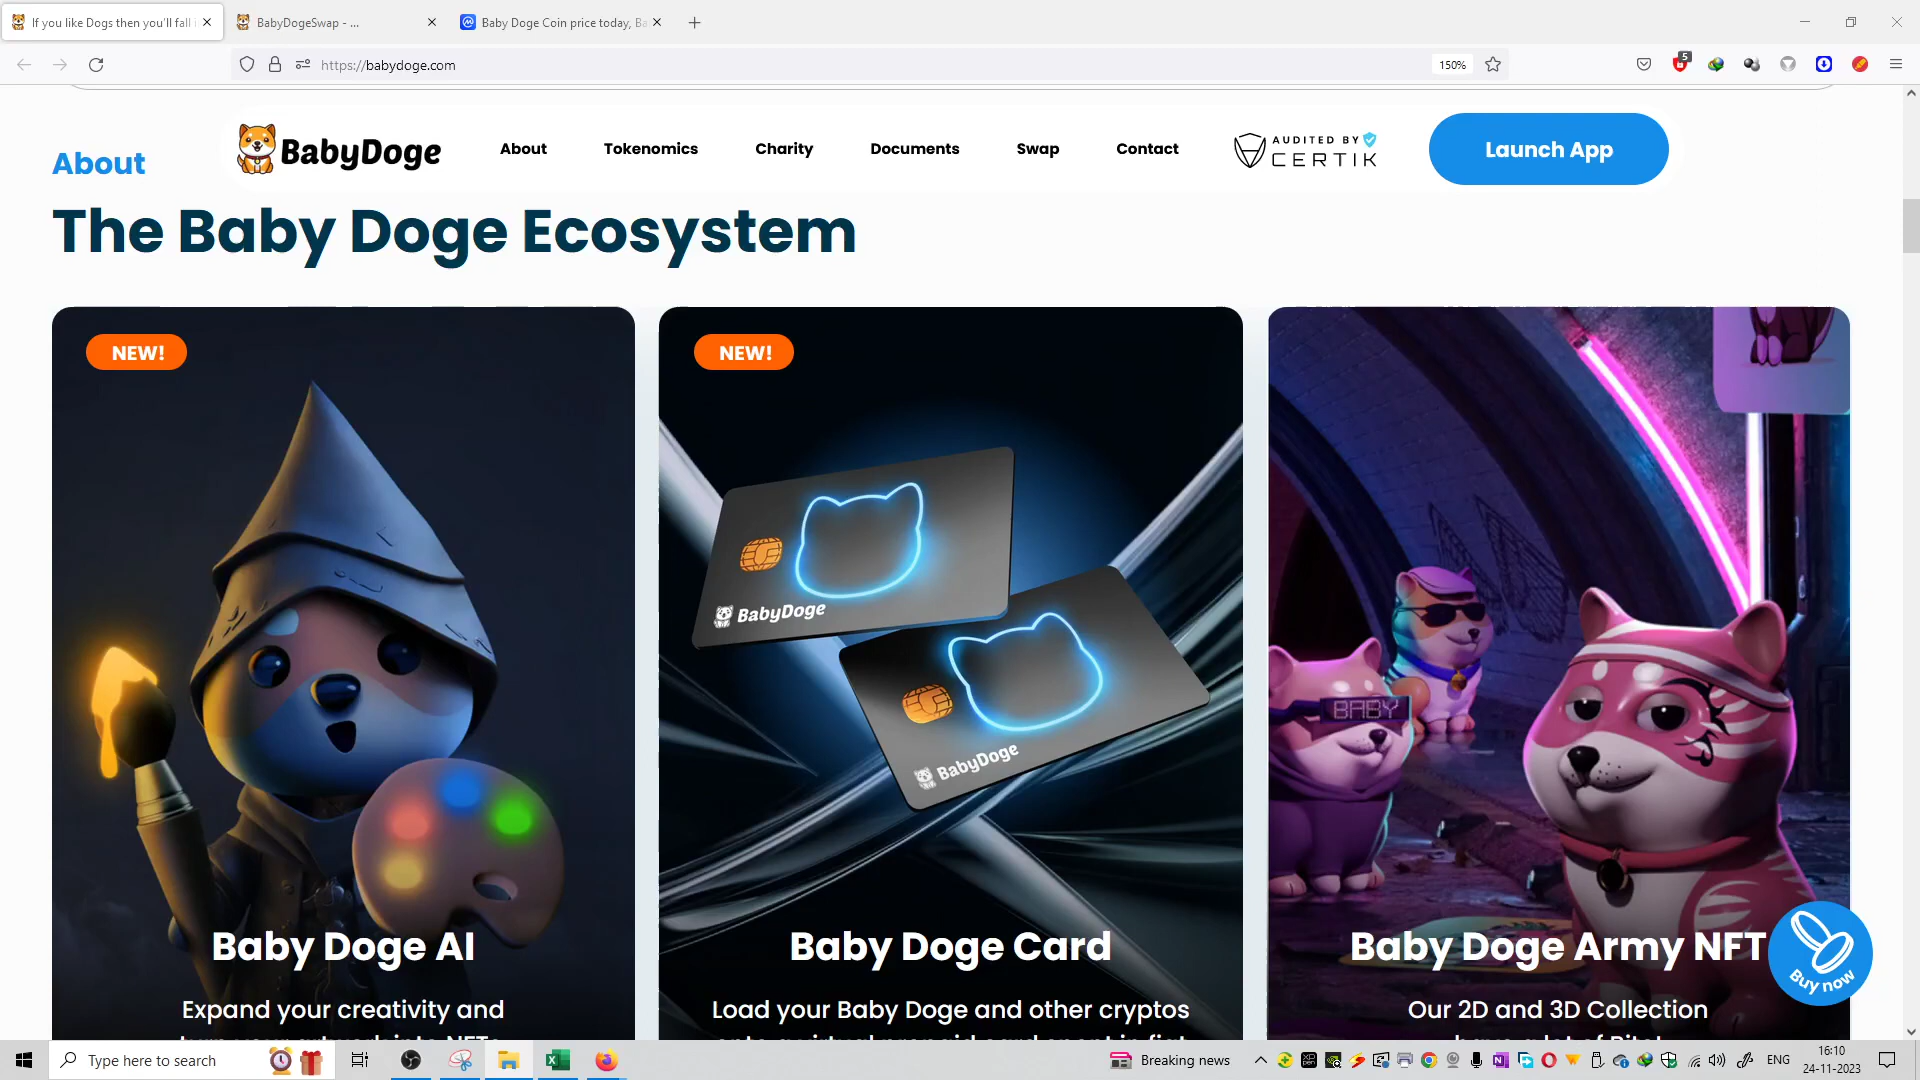 If you like Dogs then you'll fall
BabyDogeSwap - ...
Baby Doge Coin price today, Ba
https://babydoge.com
150%
5
About
BabyDoge
About
Tokenomics
Charity
Documents
Swap
Contact
AUDITED BY
CERTIK
Launch App
The Baby Doge Ecosystem
NEW!
NEW!
BabyDoge
BabyDoge
BABY
Baby Doge AI
Baby Doge Card
Baby Doge Army NFT
Buy now
Expand your creativity and
Load your Baby Doge and other cryptos
Our 2D and 3D Collection
Type here to search
Breaking news
ENG
16:10
24-11-2023